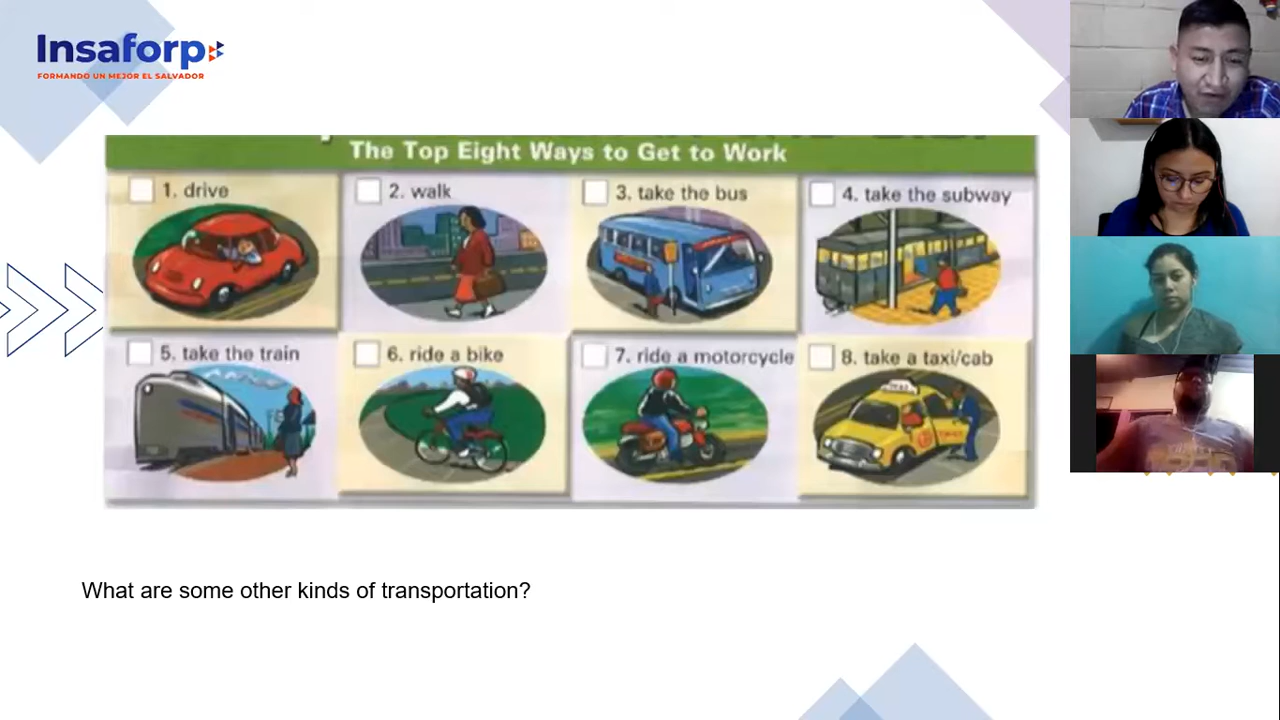 Insaforp
FORMANDO UN MEJOR EL SALVADOR
The Top Eight Ways to Get to Work
1. drive
2. walk
3. take the bus
4. take the subway
5. take the train
6. ride a bike
7. ride a motorcycle
8. take a taxi/cab
What are some other kinds of transportation?